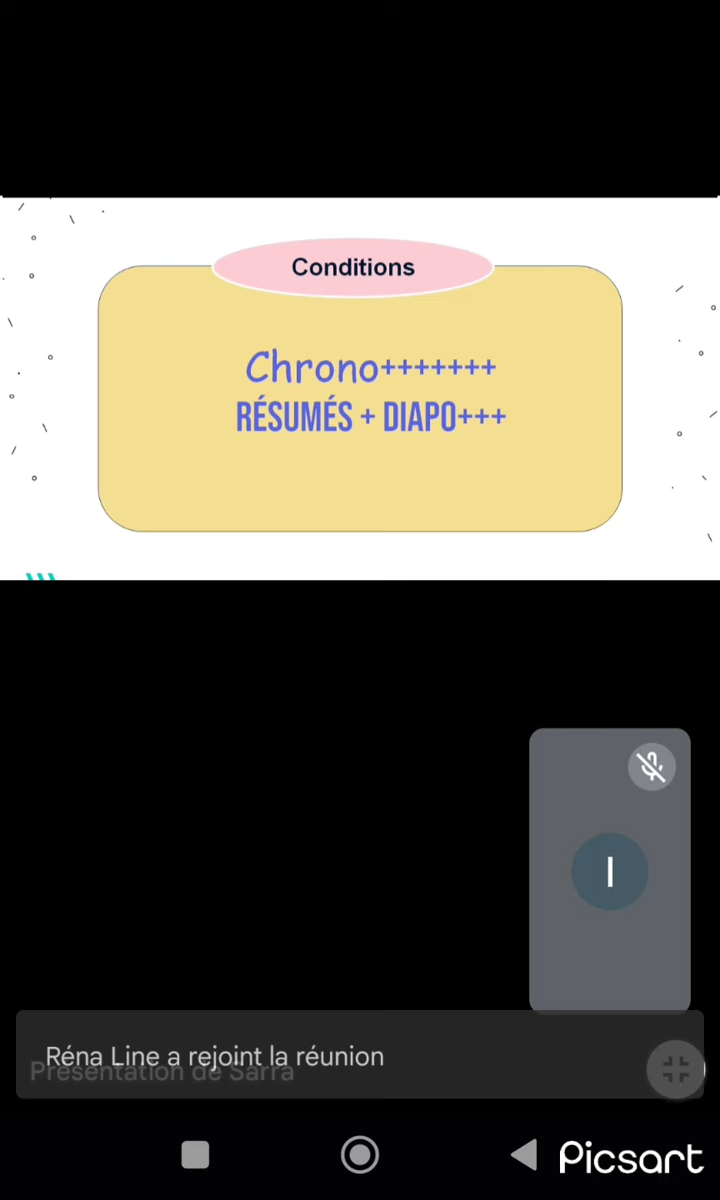 Conditions
Chrono+++++++
RÉSUMÉS + DIAPO+++
I
Réna Line a rejoint la réunion
Présentation de Sarra
Picsart